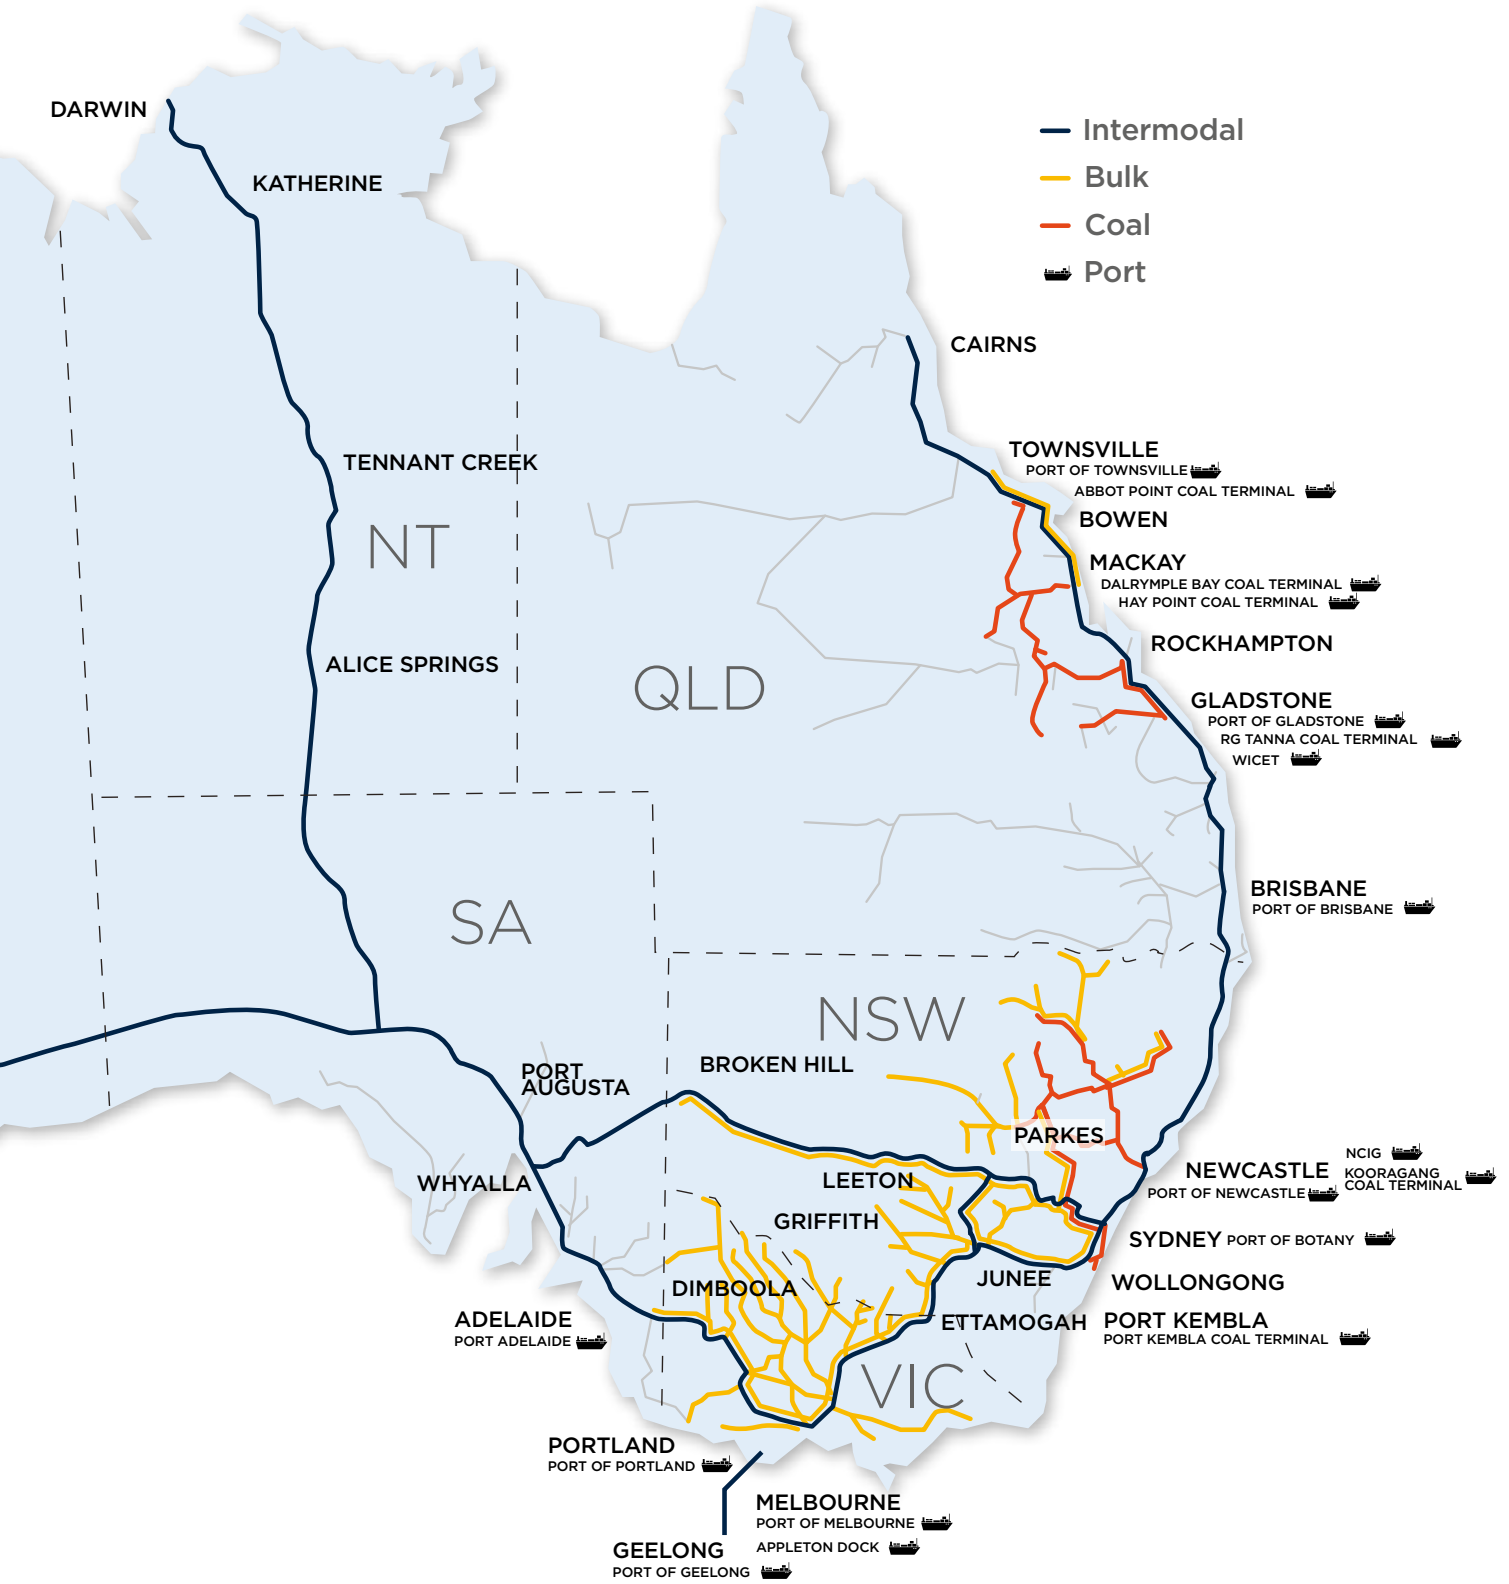 DARWIN
Intermodal
KATHERINE
Bulk
Coal
Port
CAIRNS
TOWNSVILLE
PORT OF TOWNSVILLE
TENNANT CREEK
ABBOT POINT COAL TERMINAL
BOWEN
NT
MACKAY
DALRYMPLE BAY COAL TERMINAL
HAY POINT COAL TERMINAL
ROCKHAMPTON
ALICE SPRINGS
QLD
GLADSTONE
PORT OF GLADSTONE
RG TANNA COAL TERMINAL
WICET
BRISBANE
PORT OF BRISBANE
SA
NSW
BROKEN HILL
PORT
AUGUSTA
PARKES
NCIG
NEWCASTLE
KOORAGANG
COAL TERMINAL
PORT OF NEWCASTLE
WHYALLA
LEETON
GRIFFITH
SYDNEY PORT OF BOTANY
JUNEE
WOLLONGONG
DIMBOOLA
ADELAIDE
PORT ADELAIDE
ETTAMOGAH
PORT KEMBLA
PORT KEMBLA COAL TERMINAL
VIC
PORTLAND
PORT OF PORTLAND
MELBOURNE
PORT OF MELBOURNE
APPLETON DOCK
GEELONG
PORT OF GEELONG